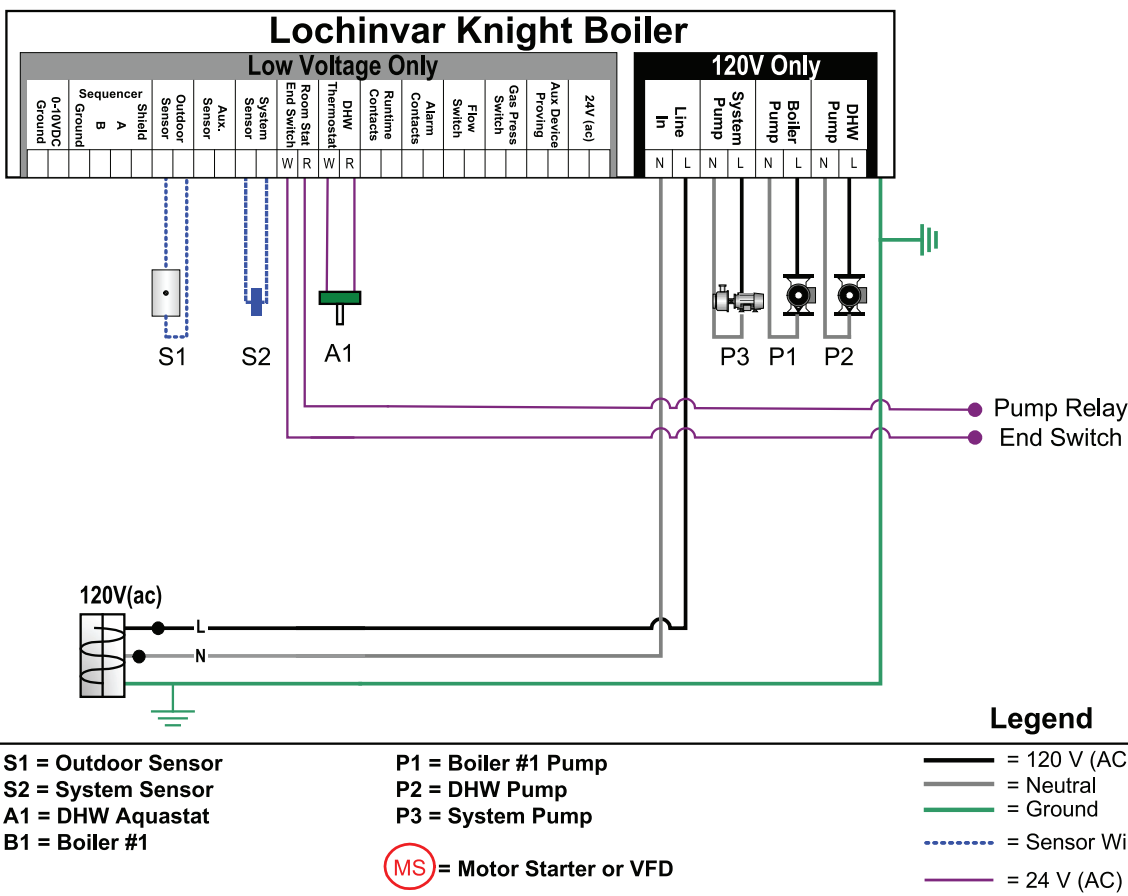 Lochinvar Knight Boiler
Low Voltage Only
120V Only
0-10VDC
Ground
Sequencer
Ground
B
A
Shield
Outdoor
Sensor
Aux.
Sensor
System
Sensor
Room Stat
End Switch
DHW
Thermostat
Runtime
Contacts
Alarm
Contacts
Flow
Switch
Gas Press
Switch
Aux Device
Proving
24V (ac)
Line
In
System
Pump
Boiler
Pump
DHW
Pump
W R W R
N L N L N L N L
S1 S2 A1
P3 P1 P2
Pump Relay
End Switch
120V(ac)
L
N
Legend
S1 = Outdoor Sensor
S2 = System Sensor
A1 = DHW Aquastat
B1 = Boiler #1
P1 = Boiler #1 Pump
P2 = DHW Pump
P3 = System Pump
MS = Motor Starter or VFD
= 120 V (AC
= Neutral
= Ground
= Sensor Wi
= 24 V (AC)